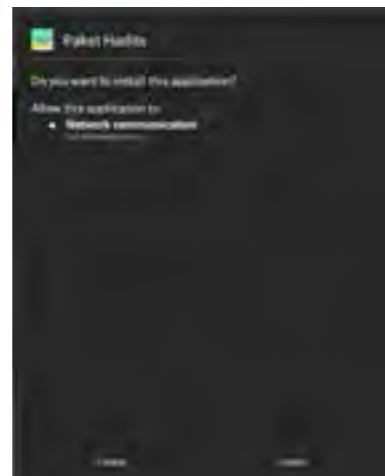 Paket Hadits
Do you want to install this application?
Allow this application to:
Network communication